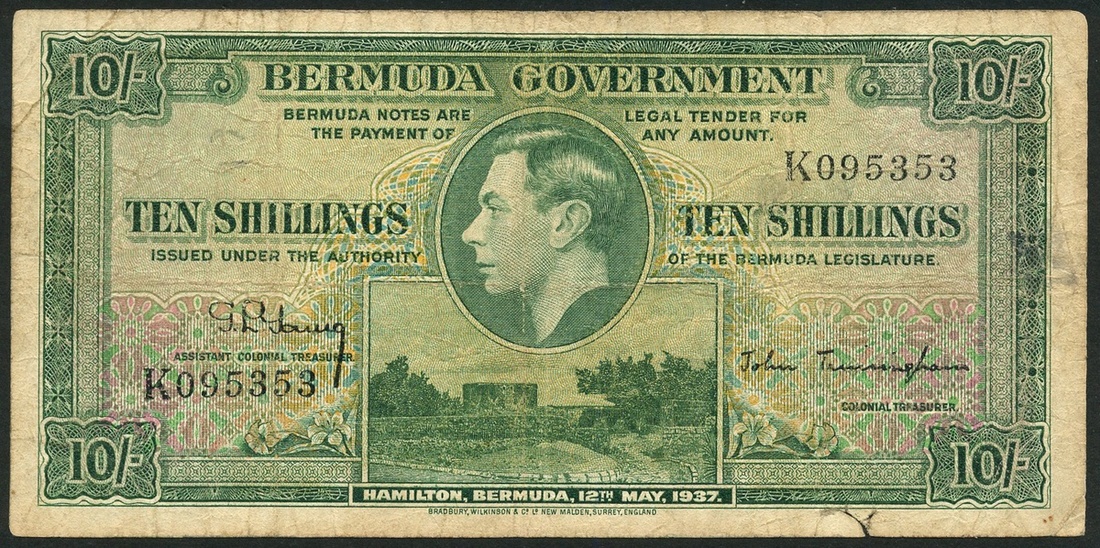 10/- 10/-
BERMUDA GOVERNMENT
BERMUDA NOTES ARE LEGAL TENDER FOR
THE PAYMENT OF ANY AMOUNT.
K095353
TEN SHILLINGS TEN SHILLINGS
ISSUED UNDER THE AUTHORITY OF THE BERMUDA LEGISLATURE.
ASSISTANT COLONIAL TREASURER.
John
K095353
COLONIAL TREASURER.
10/- 10/-
HAMILTON, BERMUDA, 12TH MAY, 1937.
BRADBURY, WILKINSON & Co. Ld. NEW MALDEN, SURREY, ENGLAND